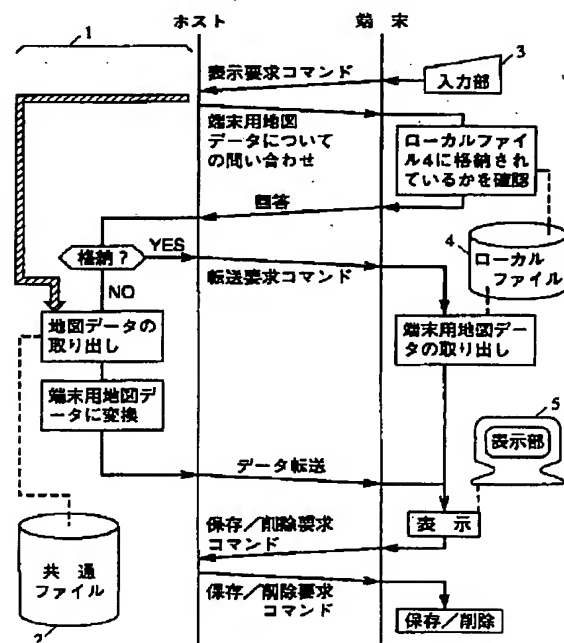 ホスト
端　末
1
3
表示要求コマンド
入力部
端末用地図
データについて
の問い合わせ
ローカルファイ
ル4に格納され
ているかを確認
回答
格納？
YES
転送要求コマンド
4
ローカル
ファイル
NO
地図データの
取り出し
端末用地図デー
タの取り出し
端末用地図デ
ータに変換
5
表示部
データ転送
表　示
保存／削除要求
コマンド
共　通
ファイル
2
保存／削除要求
コマンド
保存／削除